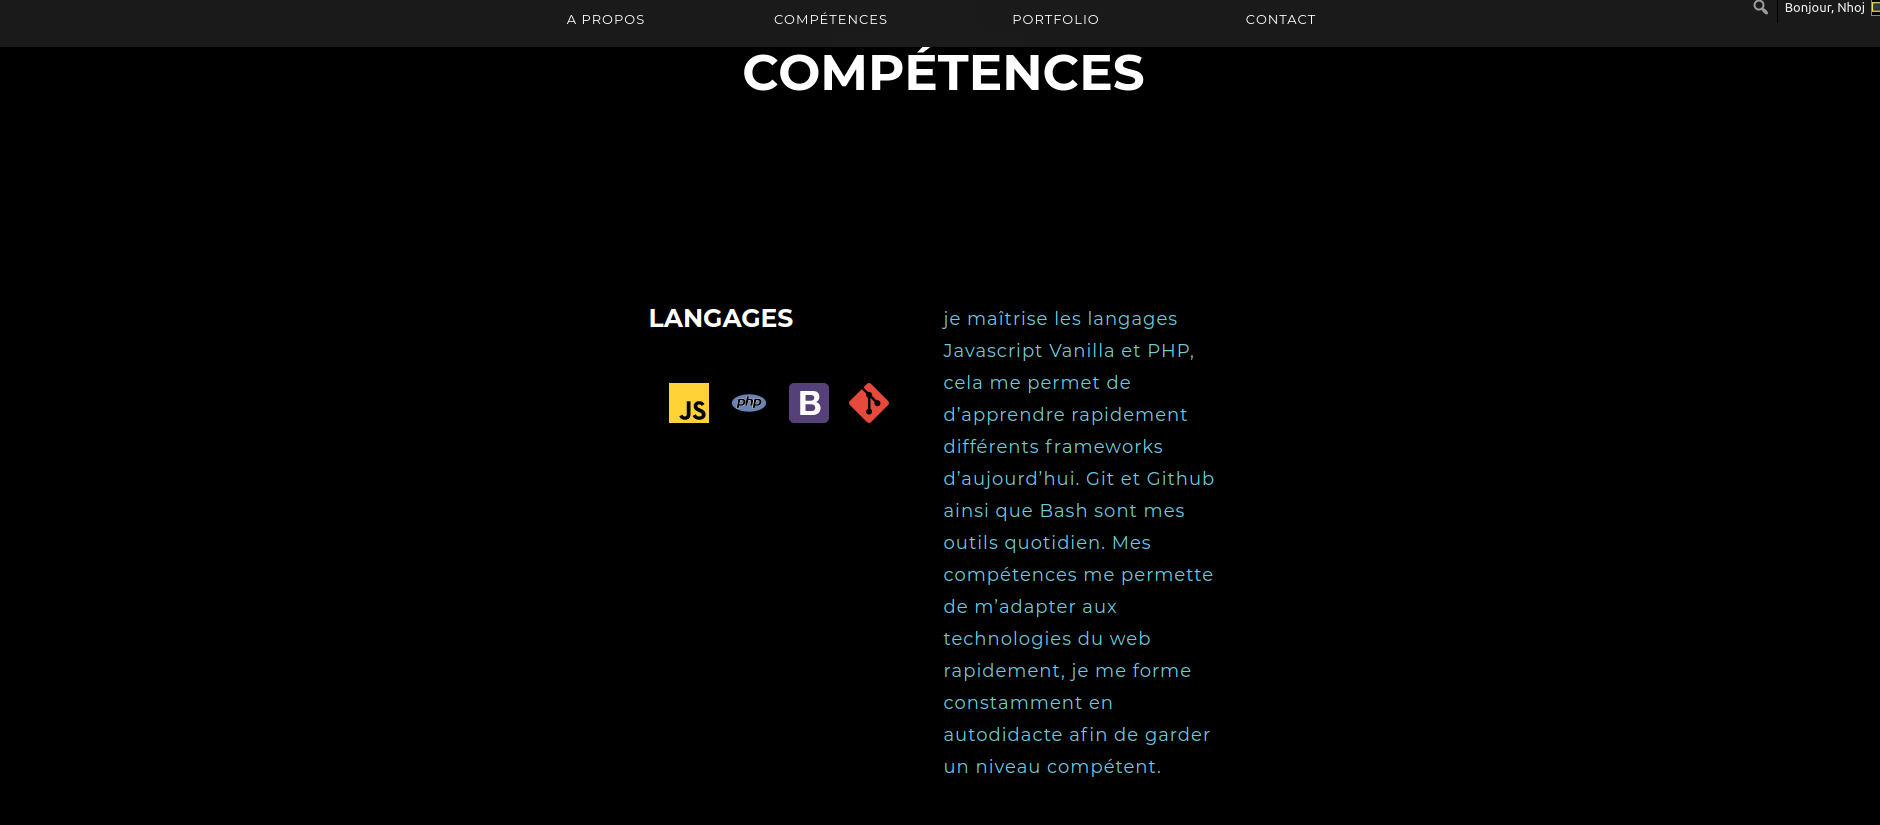 A PROPOS COMPÉTENCES PORTFOLIO CONTACT
Bonjour, Nhoj
COMPÉTENCES
LANGAGES
JS php B
je maîtrise les langages
Javascript Vanilla et PHP,
cela me permet de
d’apprendre rapidement
différents frameworks
d’aujourd’hui. Git et Github
ainsi que Bash sont mes
outils quotidien. Mes
compétences me permette
de m’adapter aux
technologies du web
rapidement, je me forme
constamment en
autodidacte afin de garder
un niveau compétent.